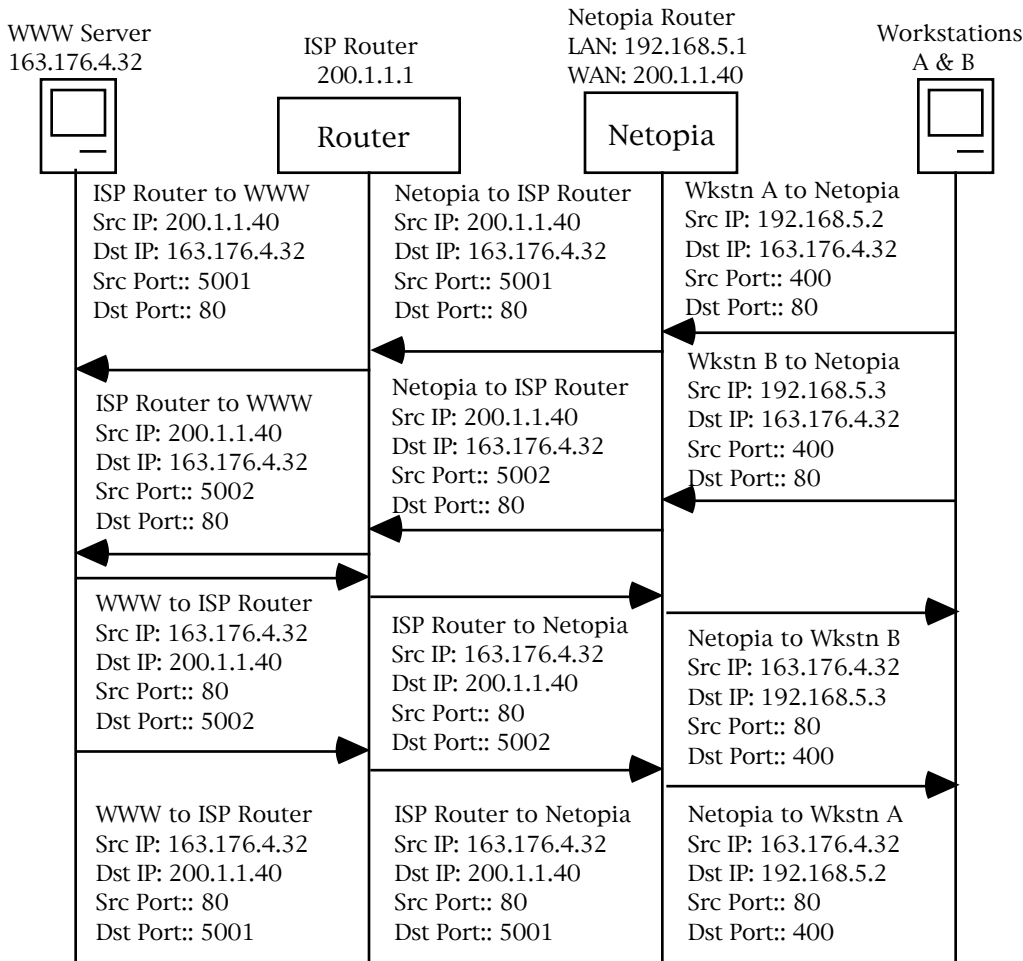 WWW Server
163.176.4.32
ISP Router
200.1.1.1
Netopia Router
LAN: 192.168.5.1
WAN: 200.1.1.40
Workstations
A & B
Router
Netopia
ISP Router to WWW
Src IP: 200.1.1.40
Dst IP: 163.176.4.32
Src Port:: 5001
Dst Port:: 80
Netopia to ISP Router
Src IP: 200.1.1.40
Dst IP: 163.176.4.32
Src Port:: 5001
Dst Port:: 80
Wkstn A to Netopia
Src IP: 192.168.5.2
Dst IP: 163.176.4.32
Src Port:: 400
Dst Port:: 80
ISP Router to WWW
Src IP: 200.1.1.40
Dst IP: 163.176.4.32
Src Port:: 5002
Dst Port:: 80
Netopia to ISP Router
Src IP: 200.1.1.40
Dst IP: 163.176.4.32
Src Port:: 5002
Dst Port:: 80
Wkstn B to Netopia
Src IP: 192.168.5.3
Dst IP: 163.176.4.32
Src Port:: 400
Dst Port:: 80
WWW to ISP Router
Src IP: 163.176.4.32
Dst IP: 200.1.1.40
Src Port:: 80
Dst Port:: 5002
ISP Router to Netopia
Src IP: 163.176.4.32
Dst IP: 200.1.1.40
Src Port:: 80
Dst Port:: 5002
Netopia to Wkstn B
Src IP: 163.176.4.32
Dst IP: 192.168.5.3
Src Port:: 80
Dst Port:: 400
WWW to ISP Router
Src IP: 163.176.4.32
Dst IP: 200.1.1.40
Src Port:: 80
Dst Port:: 5001
ISP Router to Netopia
Src IP: 163.176.4.32
Dst IP: 200.1.1.40
Src Port:: 80
Dst Port:: 5001
Netopia to Wkstn A
Src IP: 163.176.4.32
Dst IP: 192.168.5.2
Src Port:: 80
Dst Port:: 400